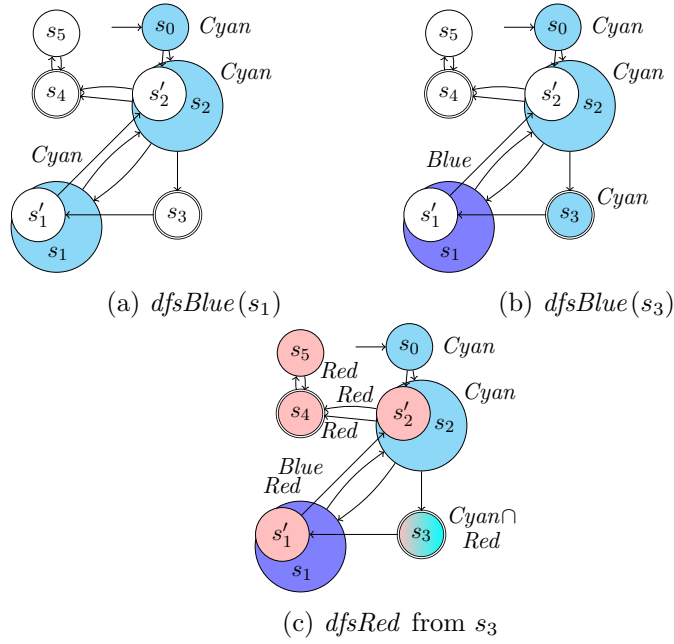 s₅ s₀ Cyan
s₄ s′₂ s₂ Cyan
Cyan
s′₁ s₁ s₃
(a) dfsBlue(s₁)
s₅ s₀ Cyan
s₄ s′₂ s₂ Cyan
Blue
s′₁ s₁ s₃ Cyan
(b) dfsBlue(s₃)
s₅ s₀ Cyan
Red
s₄ Red s′₂ s₂ Cyan
Red
Blue
Red
s′₁ s₁ s₃ Cyan∩
Red
(c) dfsRed from s₃